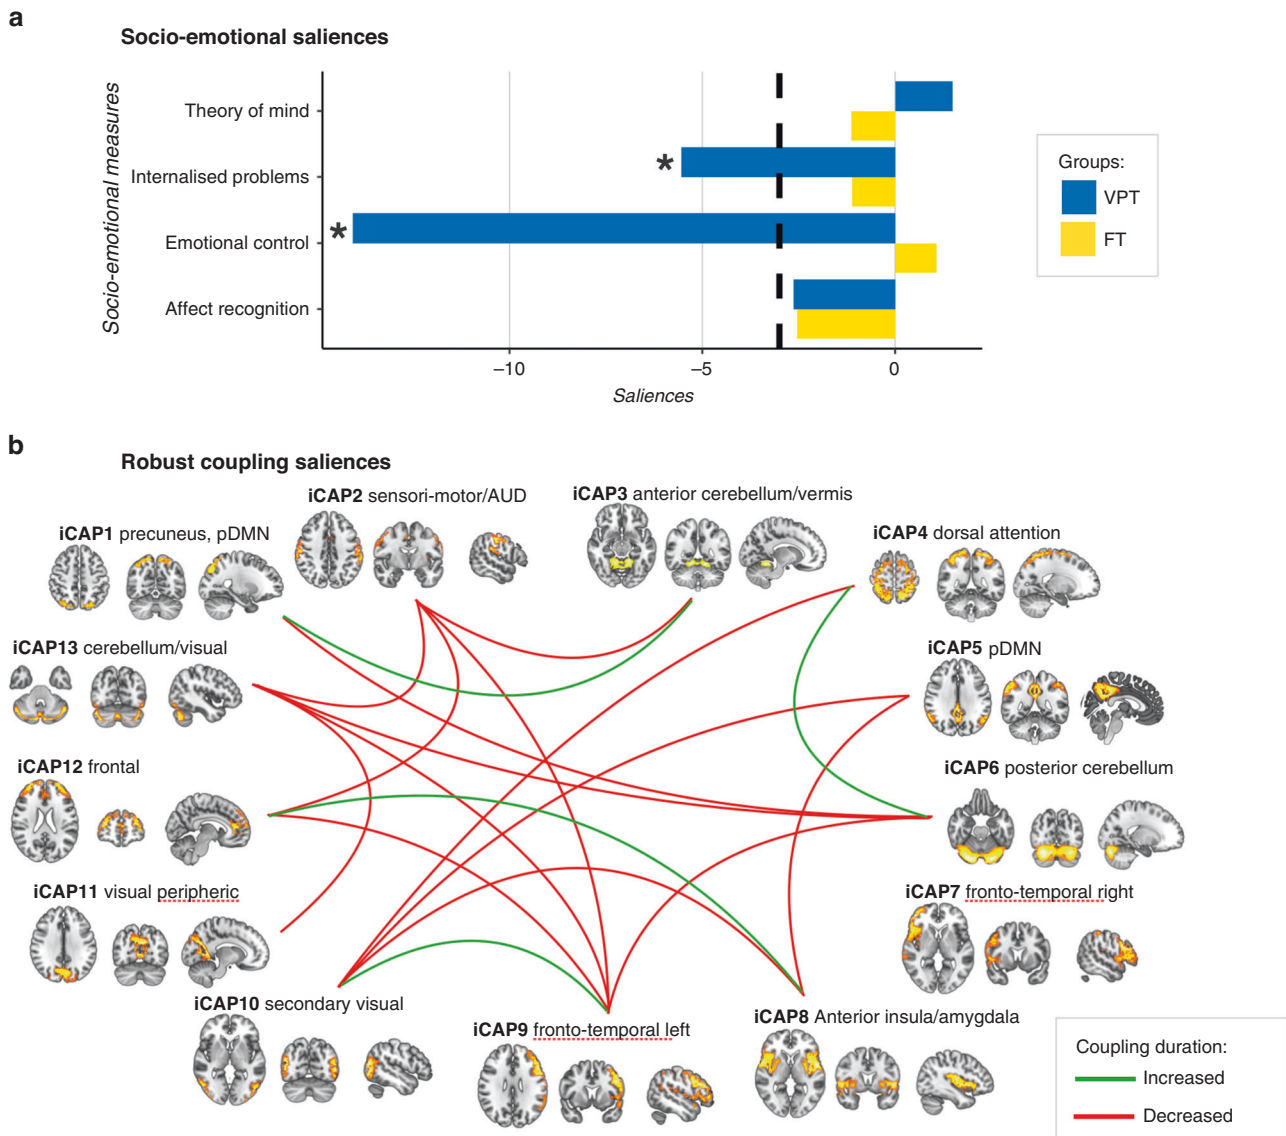 a
Socio-emotional saliences
Socio-emotional measures
Theory of mind
Internalised problems
*
Emotional control
*
Affect recognition
–10
–5
0
Saliences
Groups:
VPT
FT
b
Robust coupling saliences
iCAP1 precuneus, pDMN
iCAP2 sensori-motor/AUD
iCAP3 anterior cerebellum/vermis
iCAP4 dorsal attention
iCAP13 cerebellum/visual
iCAP5 pDMN
iCAP12 frontal
iCAP6 posterior cerebellum
iCAP11 visual peripheric
iCAP7 fronto-temporal right
iCAP10 secondary visual
iCAP9 fronto-temporal left
iCAP8 Anterior insula/amygdala
Coupling duration:
Increased
Decreased